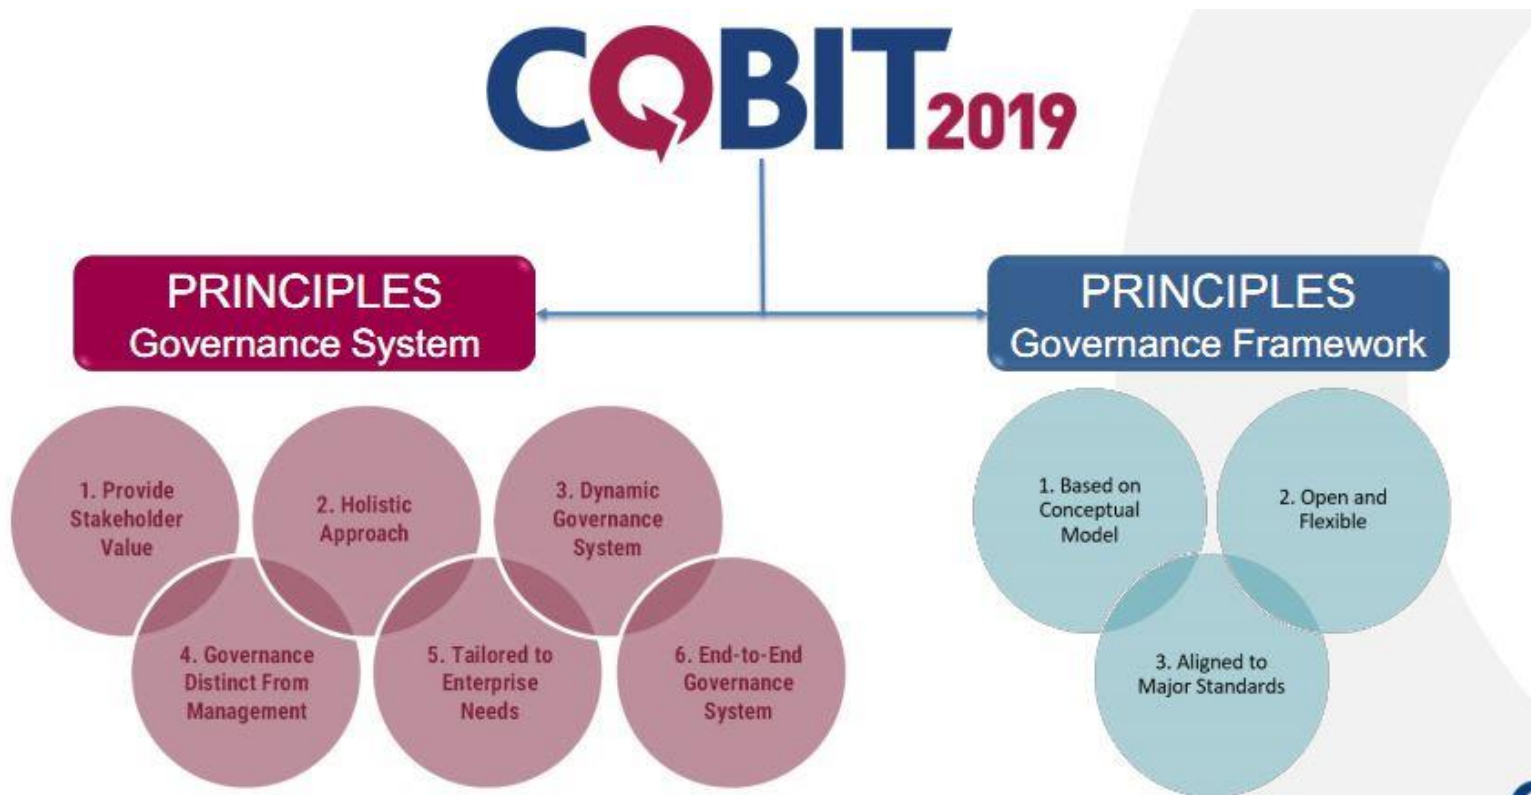 COBIT 2019
PRINCIPLES
Governance System
PRINCIPLES
Governance Framework
1. Provide
Stakeholder
Value
2. Holistic
Approach
3. Dynamic
Governance
System
4. Governance
Distinct From
Management
5. Tailored to
Enterprise
Needs
6. End-to-End
Governance
System
1. Based on
Conceptual
Model
2. Open and
Flexible
3. Aligned to
Major Standards